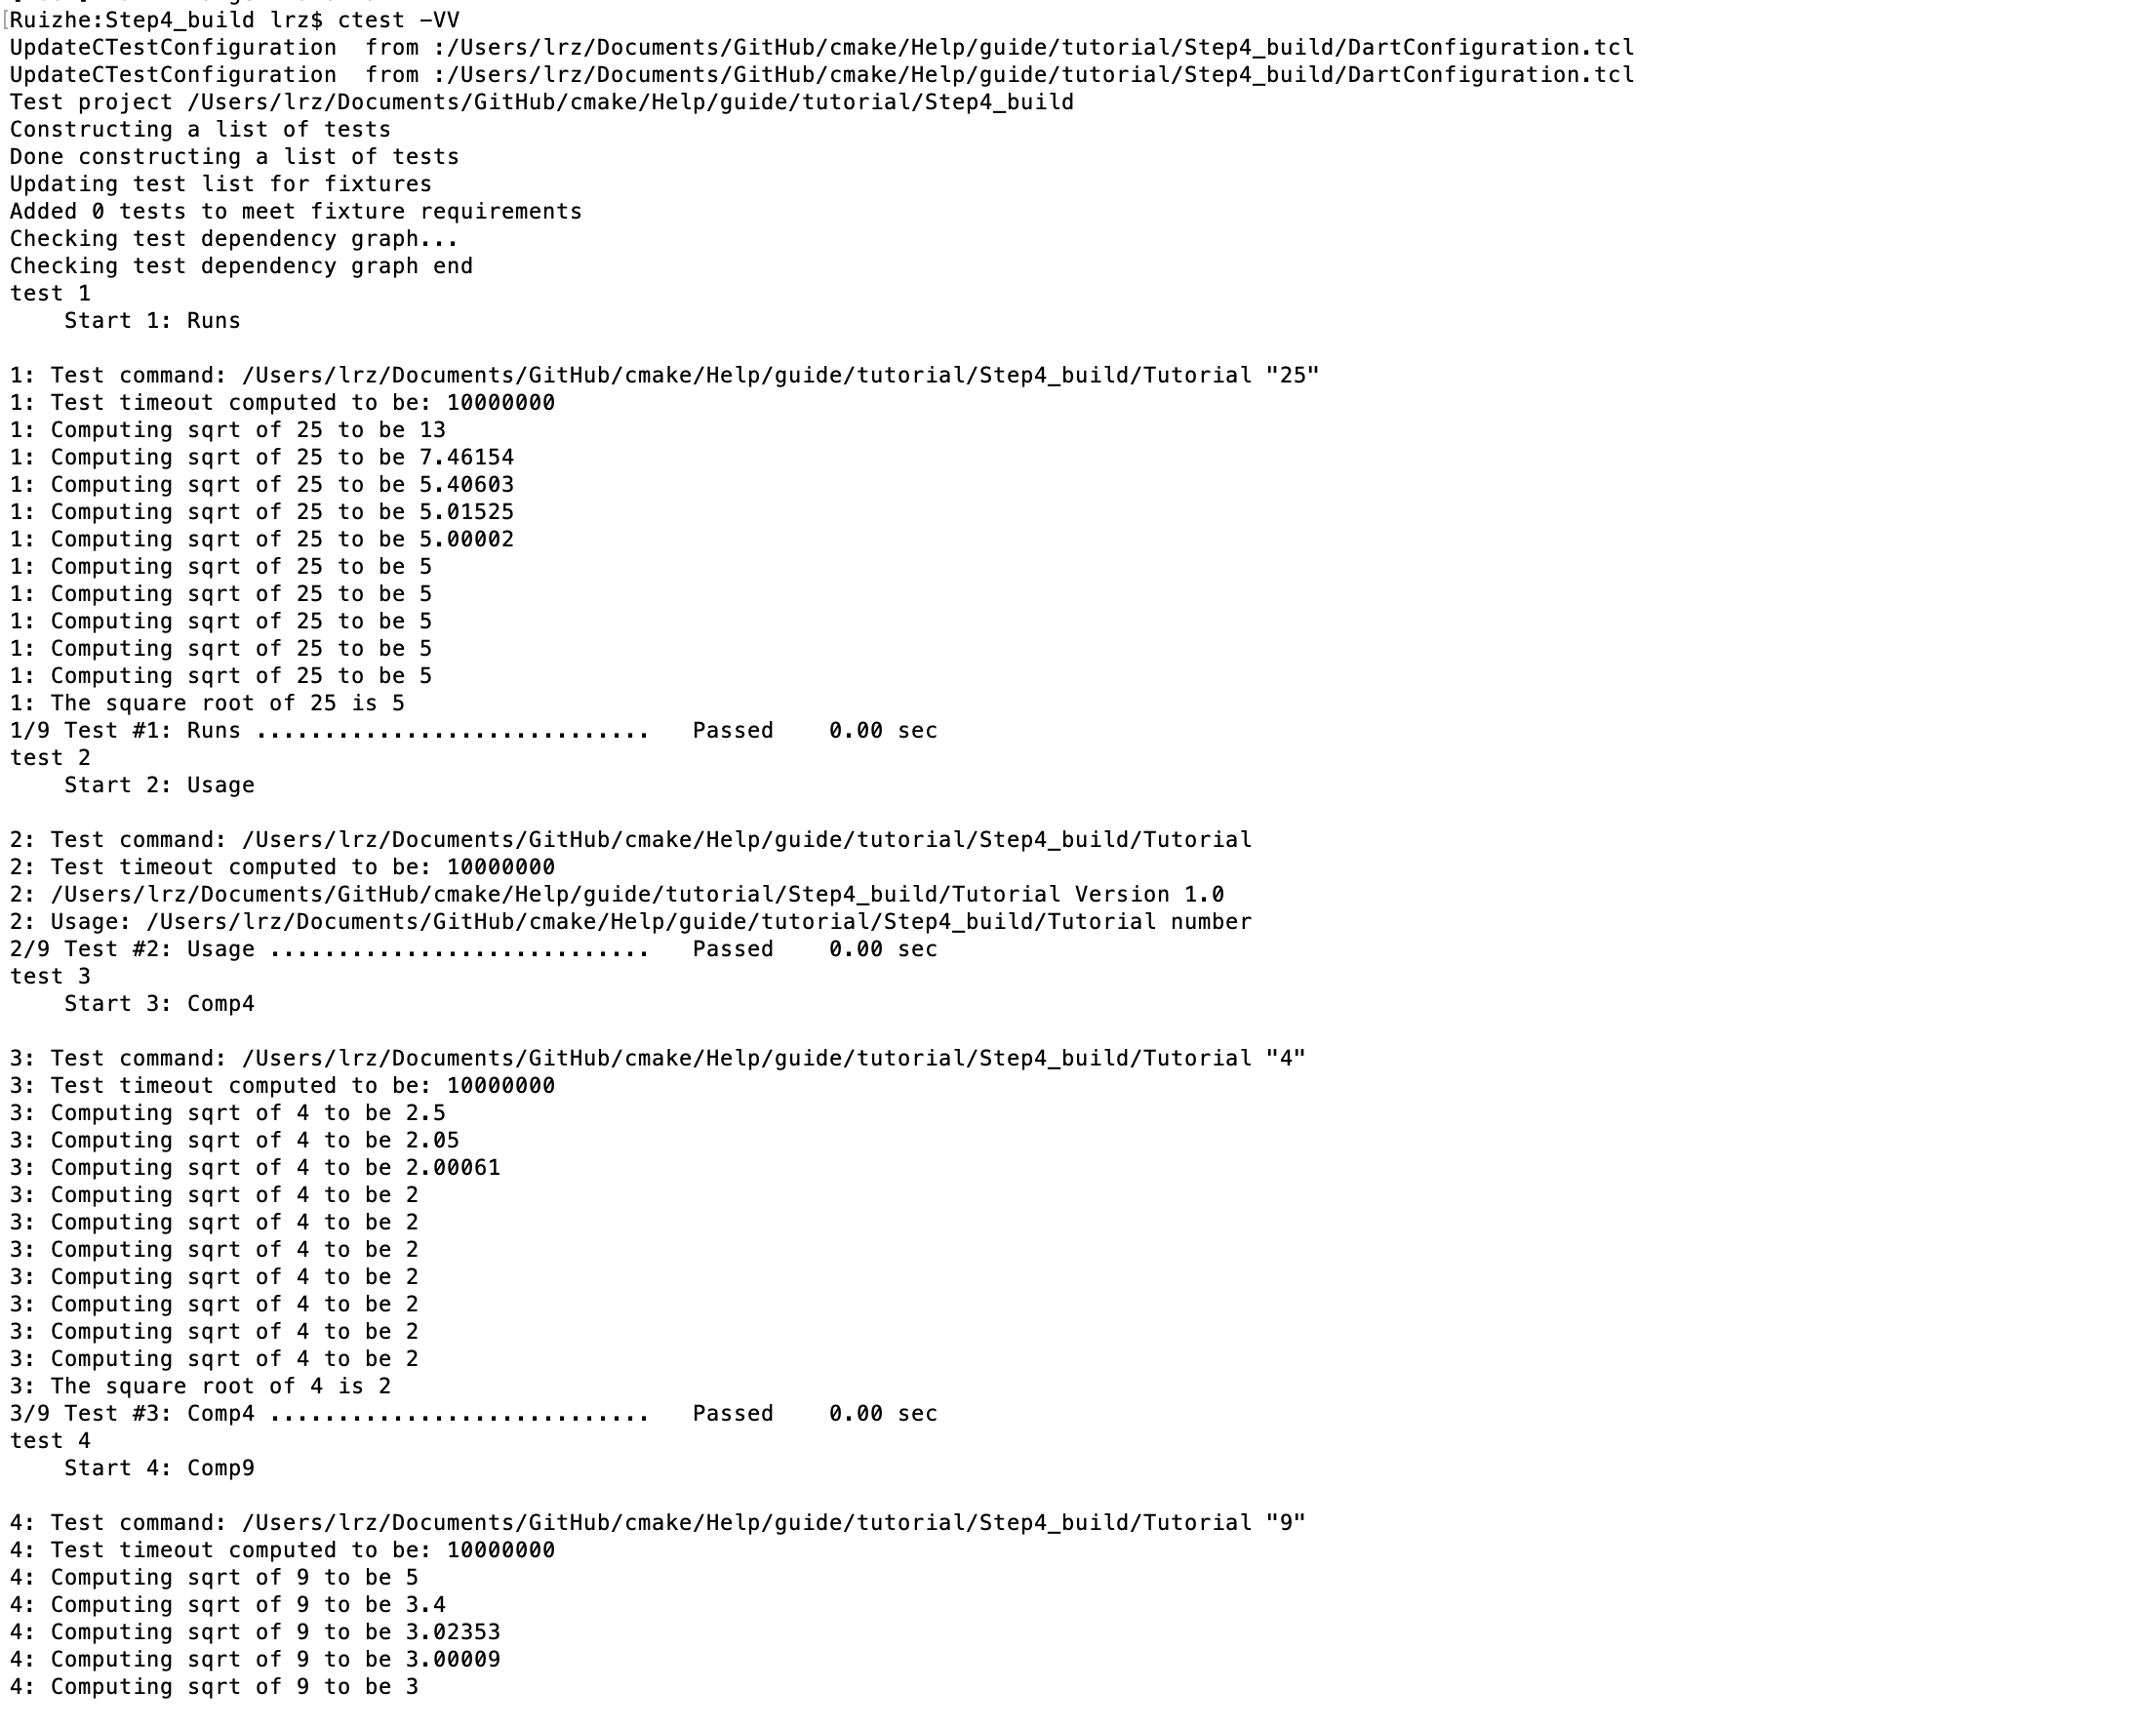 Ruizhe:Step4_build lrz$ ctest -VV
UpdateCTestConfiguration  from :/Users/lrz/Documents/GitHub/cmake/Help/guide/tutorial/Step4_build/DartConfiguration.tcl
UpdateCTestConfiguration  from :/Users/lrz/Documents/GitHub/cmake/Help/guide/tutorial/Step4_build/DartConfiguration.tcl
Test project /Users/lrz/Documents/GitHub/cmake/Help/guide/tutorial/Step4_build
Constructing a list of tests
Done constructing a list of tests
Updating test list for fixtures
Added 0 tests to meet fixture requirements
Checking test dependency graph...
Checking test dependency graph end
test 1
    Start 1: Runs

1: Test command: /Users/lrz/Documents/GitHub/cmake/Help/guide/tutorial/Step4_build/Tutorial "25"
1: Test timeout computed to be: 10000000
1: Computing sqrt of 25 to be 13
1: Computing sqrt of 25 to be 7.46154
1: Computing sqrt of 25 to be 5.40603
1: Computing sqrt of 25 to be 5.01525
1: Computing sqrt of 25 to be 5.00002
1: Computing sqrt of 25 to be 5
1: Computing sqrt of 25 to be 5
1: Computing sqrt of 25 to be 5
1: Computing sqrt of 25 to be 5
1: Computing sqrt of 25 to be 5
1: The square root of 25 is 5
1/9 Test #1: Runs .............................   Passed    0.00 sec
test 2
    Start 2: Usage

2: Test command: /Users/lrz/Documents/GitHub/cmake/Help/guide/tutorial/Step4_build/Tutorial
2: Test timeout computed to be: 10000000
2: /Users/lrz/Documents/GitHub/cmake/Help/guide/tutorial/Step4_build/Tutorial Version 1.0
2: Usage: /Users/lrz/Documents/GitHub/cmake/Help/guide/tutorial/Step4_build/Tutorial number
2/9 Test #2: Usage ............................   Passed    0.00 sec
test 3
    Start 3: Comp4

3: Test command: /Users/lrz/Documents/GitHub/cmake/Help/guide/tutorial/Step4_build/Tutorial "4"
3: Test timeout computed to be: 10000000
3: Computing sqrt of 4 to be 2.5
3: Computing sqrt of 4 to be 2.05
3: Computing sqrt of 4 to be 2.00061
3: Computing sqrt of 4 to be 2
3: Computing sqrt of 4 to be 2
3: Computing sqrt of 4 to be 2
3: Computing sqrt of 4 to be 2
3: Computing sqrt of 4 to be 2
3: Computing sqrt of 4 to be 2
3: Computing sqrt of 4 to be 2
3: The square root of 4 is 2
3/9 Test #3: Comp4 ............................   Passed    0.00 sec
test 4
    Start 4: Comp9

4: Test command: /Users/lrz/Documents/GitHub/cmake/Help/guide/tutorial/Step4_build/Tutorial "9"
4: Test timeout computed to be: 10000000
4: Computing sqrt of 9 to be 5
4: Computing sqrt of 9 to be 3.4
4: Computing sqrt of 9 to be 3.02353
4: Computing sqrt of 9 to be 3.00009
4: Computing sqrt of 9 to be 3